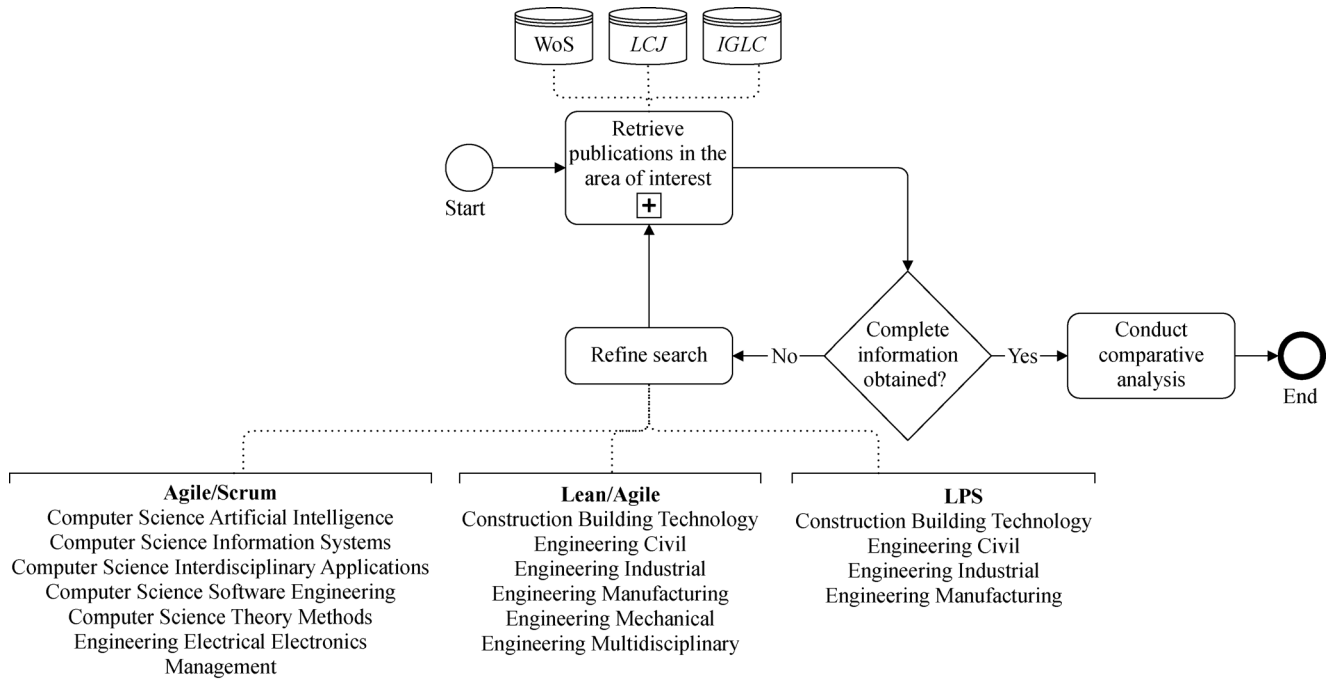 WoS
LCJ
IGLC
Retrieve
publications in the
area of interest
+
Start
Complete
information
obtained?
No
Refine search
Yes
Conduct
comparative
analysis
End
Agile/Scrum
Computer Science Artificial Intelligence
Computer Science Information Systems
Computer Science Interdisciplinary Applications
Computer Science Software Engineering
Computer Science Theory Methods
Engineering Electrical Electronics
Management
Lean/Agile
Construction Building Technology
Engineering Civil
Engineering Industrial
Engineering Manufacturing
Engineering Mechanical
Engineering Multidisciplinary
LPS
Construction Building Technology
Engineering Civil
Engineering Industrial
Engineering Manufacturing